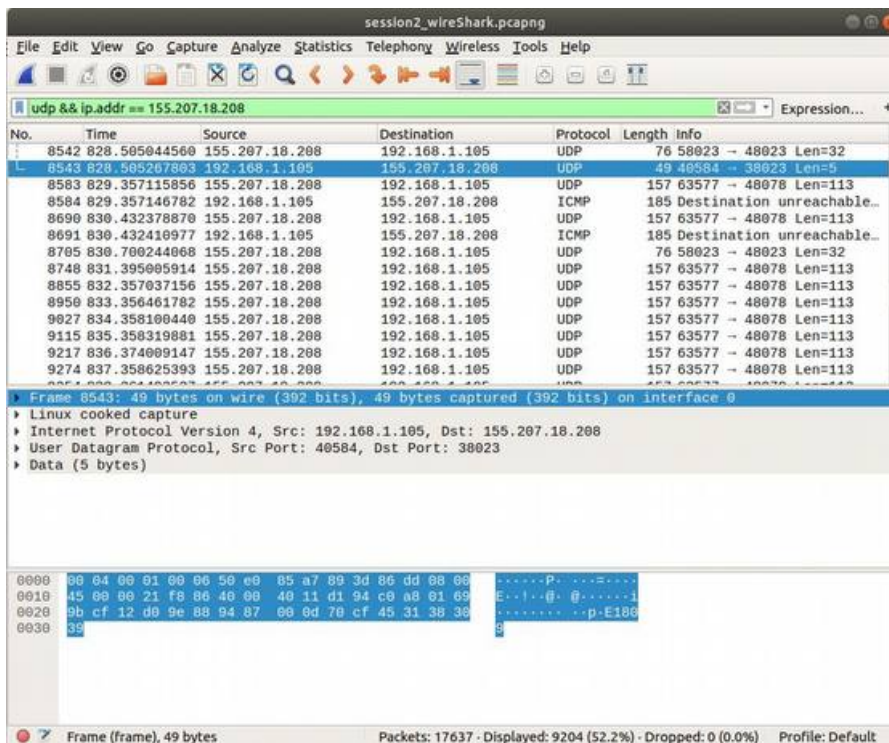 session2_wireShark.pcapng
File Edit View Go Capture Analyze Statistics Telephony Wireless Tools Help
udp && ip.addr == 155.207.18.208 Expression...
No. Time Source Destination Protocol Length Info
8542 828.505044560 155.207.18.208 192.168.1.105 UDP 76 58023 → 48023 Len=32
8543 828.505267803 192.168.1.105 155.207.18.208 UDP 49 40584 → 38023 Len=5
8583 829.357115856 155.207.18.208 192.168.1.105 UDP 157 63577 → 48078 Len=113
8584 829.357146782 192.168.1.105 155.207.18.208 ICMP 185 Destination unreachable...
8690 830.432378870 155.207.18.208 192.168.1.105 UDP 157 63577 → 48078 Len=113
8691 830.432410977 192.168.1.105 155.207.18.208 ICMP 185 Destination unreachable...
8705 830.700244068 155.207.18.208 192.168.1.105 UDP 76 58023 → 48023 Len=32
8748 831.395005914 155.207.18.208 192.168.1.105 UDP 157 63577 → 48078 Len=113
8855 832.357037156 155.207.18.208 192.168.1.105 UDP 157 63577 → 48078 Len=113
8950 833.356461782 155.207.18.208 192.168.1.105 UDP 157 63577 → 48078 Len=113
9027 834.358100440 155.207.18.208 192.168.1.105 UDP 157 63577 → 48078 Len=113
9115 835.358319881 155.207.18.208 192.168.1.105 UDP 157 63577 → 48078 Len=113
9217 836.374009147 155.207.18.208 192.168.1.105 UDP 157 63577 → 48078 Len=113
9274 837.358625393 155.207.18.208 192.168.1.105 UDP 157 63577 → 48078 Len=113
Frame 8543: 49 bytes on wire (392 bits), 49 bytes captured (392 bits) on interface 0
Linux cooked capture
Internet Protocol Version 4, Src: 192.168.1.105, Dst: 155.207.18.208
User Datagram Protocol, Src Port: 40584, Dst Port: 38023
Data (5 bytes)
0000 00 04 00 01 00 06 50 e0 85 a7 89 3d 86 dd 08 00 ······P· ···=····
0010 45 00 00 21 f8 86 40 00 40 11 d1 94 c0 a8 01 69 E··!··@· @······i
0020 9b cf 12 d0 9e 88 94 87 00 0d 70 cf 45 31 38 30 ········ ··p·E180
0030 39 9
Frame (frame), 49 bytes Packets: 17637 · Displayed: 9204 (52.2%) · Dropped: 0 (0.0%) Profile: Default